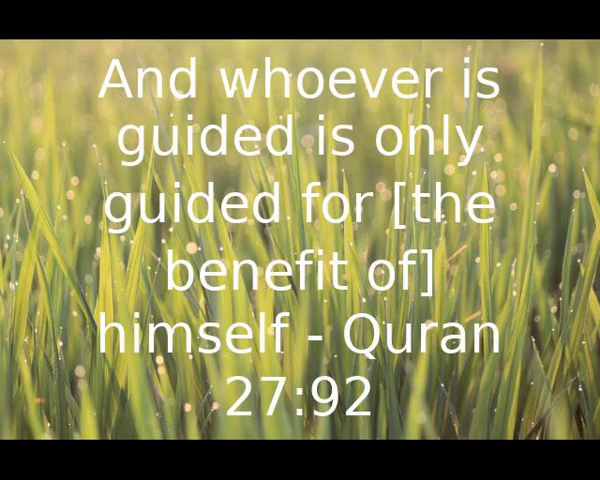 And whoever is
guided is only
guided for [the
benefit of]
himself - Quran
27:92